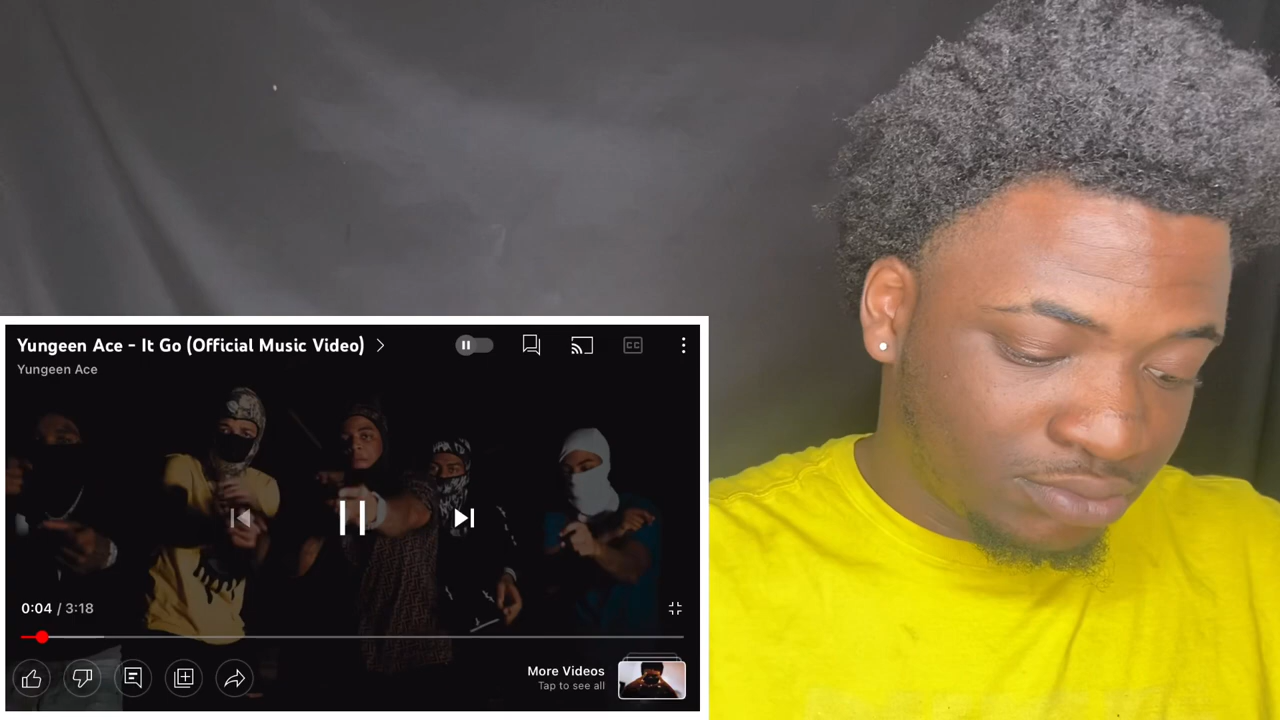 Yungeen Ace - It Go (Official Music Video)
CC
Yungeen Ace
0:04 / 3:18
More Videos
Tap to see all